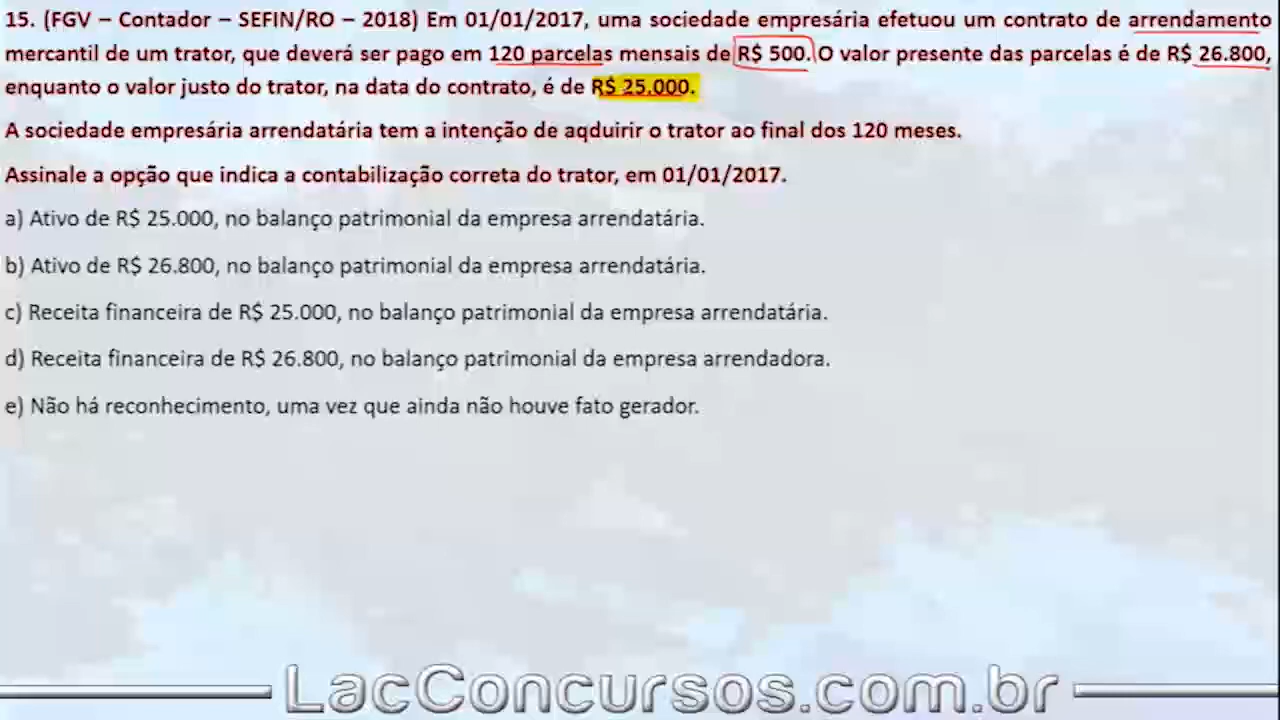 15. (FGV – Contador – SEFIN/RO – 2018) Em 01/01/2017, uma sociedade empresária efetuou um contrato de arrendamento
mercantil de um trator, que deverá ser pago em 120 parcelas mensais de R$ 500. O valor presente das parcelas é de R$ 26.800,
enquanto o valor justo do trator, na data do contrato, é de R$ 25.000.
A sociedade empresária arrendatária tem a intenção de aqduirir o trator ao final dos 120 meses.
Assinale a opção que indica a contabilização correta do trator, em 01/01/2017.
a) Ativo de R$ 25.000, no balanço patrimonial da empresa arrendatária.
b) Ativo de R$ 26.800, no balanço patrimonial da empresa arrendatária.
c) Receita financeira de R$ 25.000, no balanço patrimonial da empresa arrendatária.
d) Receita financeira de R$ 26.800, no balanço patrimonial da empresa arrendadora.
e) Não há reconhecimento, uma vez que ainda não houve fato gerador.
LacConcursos.com.br